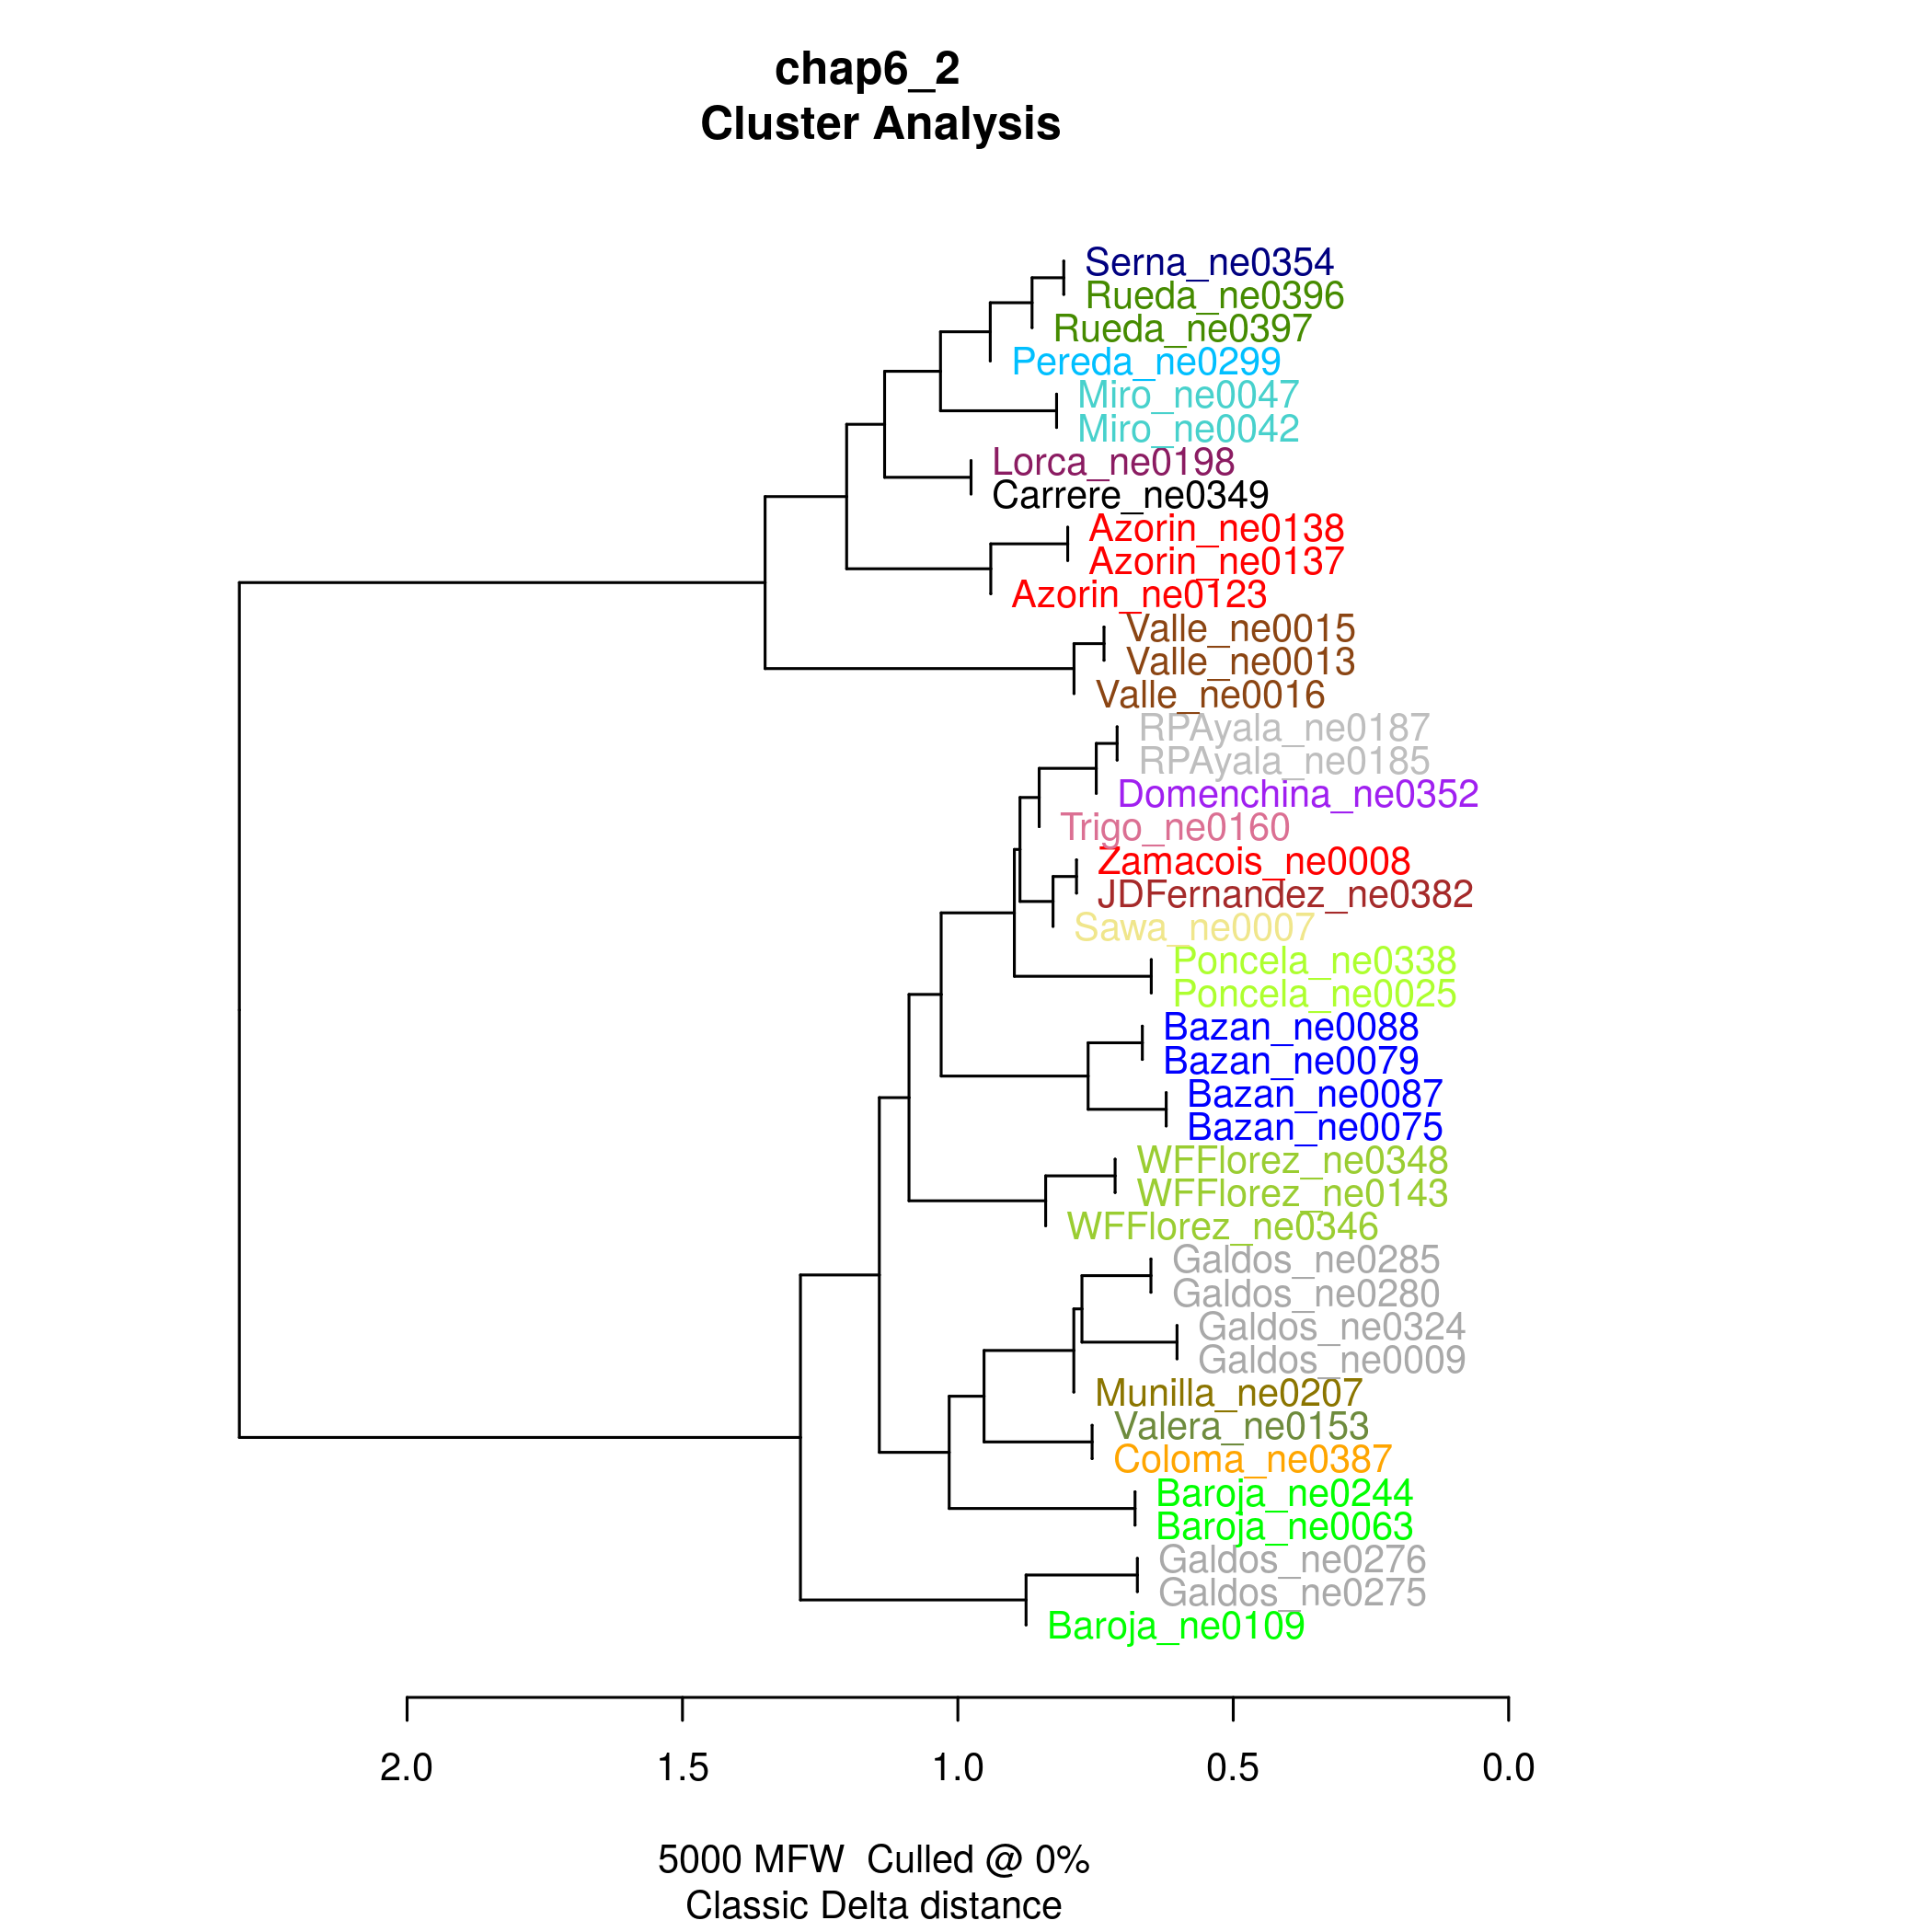 chap6_2
Cluster Analysis
Serna_ne0354
Rueda_ne0396
Rueda_ne0397
Pereda_ne0299
Miro_ne0047
Miro_ne0042
Lorca_ne0198
Carrere_ne0349
Azorin_ne0138
Azorin_ne0137
Azorin_ne0123
Valle_ne0015
Valle_ne0013
Valle_ne0016
RPAyala_ne0187
RPAyala_ne0185
Domenchina_ne0352
Trigo_ne0160
Zamacois_ne0008
JDFernandez_ne0382
Sawa_ne0007
Poncela_ne0338
Poncela_ne0025
Bazan_ne0088
Bazan_ne0079
Bazan_ne0087
Bazan_ne0075
WFFlorez_ne0348
WFFlorez_ne0143
WFFlorez_ne0346
Galdos_ne0285
Galdos_ne0280
Galdos_ne0324
Galdos_ne0009
Munilla_ne0207
Valera_ne0153
Coloma_ne0387
Baroja_ne0244
Baroja_ne0063
Galdos_ne0276
Galdos_ne0275
Baroja_ne0109
2.0 1.5 1.0 0.5 0.0
5000 MFW Culled @ 0%
Classic Delta distance